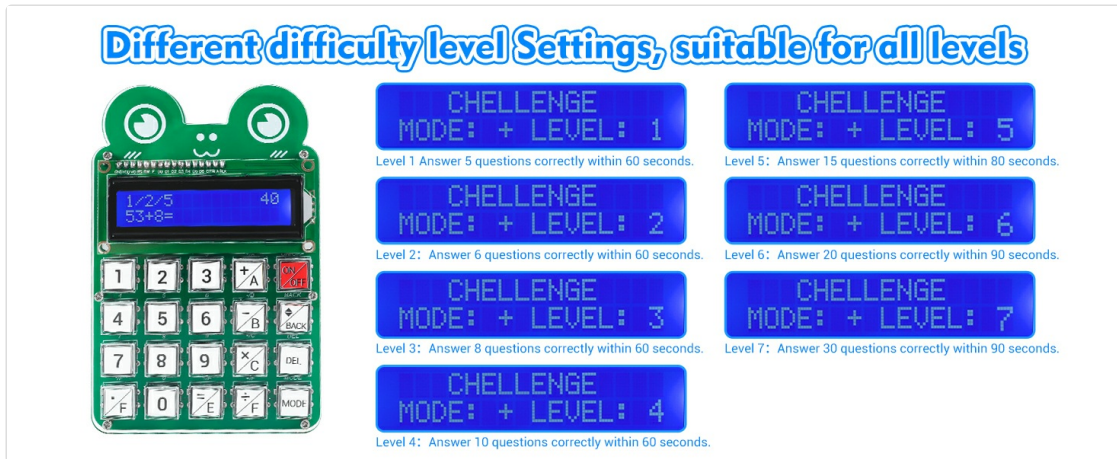 Different difficulty level Settings, suitable for all levels
1/2/5 40
53+8=
1 2 3 +/A ON/OFF
4 5 6 -/B BACK
7 8 9 ×/C DEL
./F 0 =/E ÷/F MODE
CHELLENGE
MODE: + LEVEL: 1
Level 1 Answer 5 questions correctly within 60 seconds.
CHELLENGE
MODE: + LEVEL: 2
Level 2: Answer 6 questions correctly within 60 seconds.
CHELLENGE
MODE: + LEVEL: 3
Level 3: Answer 8 questions correctly within 60 seconds.
CHELLENGE
MODE: + LEVEL: 4
Level 4: Answer 10 questions correctly within 60 seconds.
CHELLENGE
MODE: + LEVEL: 5
Level 5: Answer 15 questions correctly within 80 seconds.
CHELLENGE
MODE: + LEVEL: 6
Level 6: Answer 20 questions correctly within 90 seconds.
CHELLENGE
MODE: + LEVEL: 7
Level 7: Answer 30 questions correctly within 90 seconds.